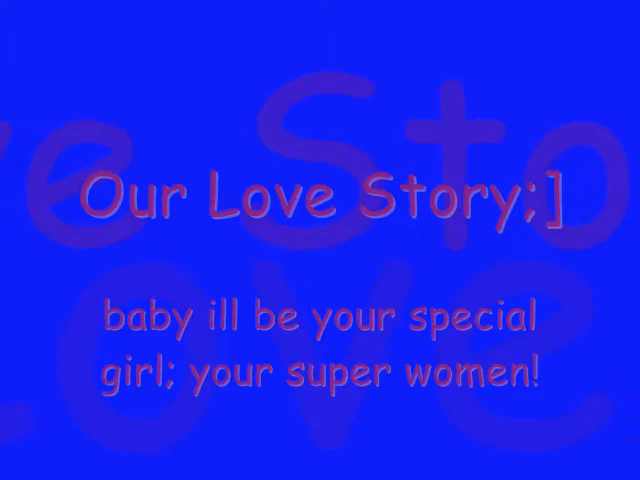 Our Love Story;]
baby ill be your special
girl; your super women!